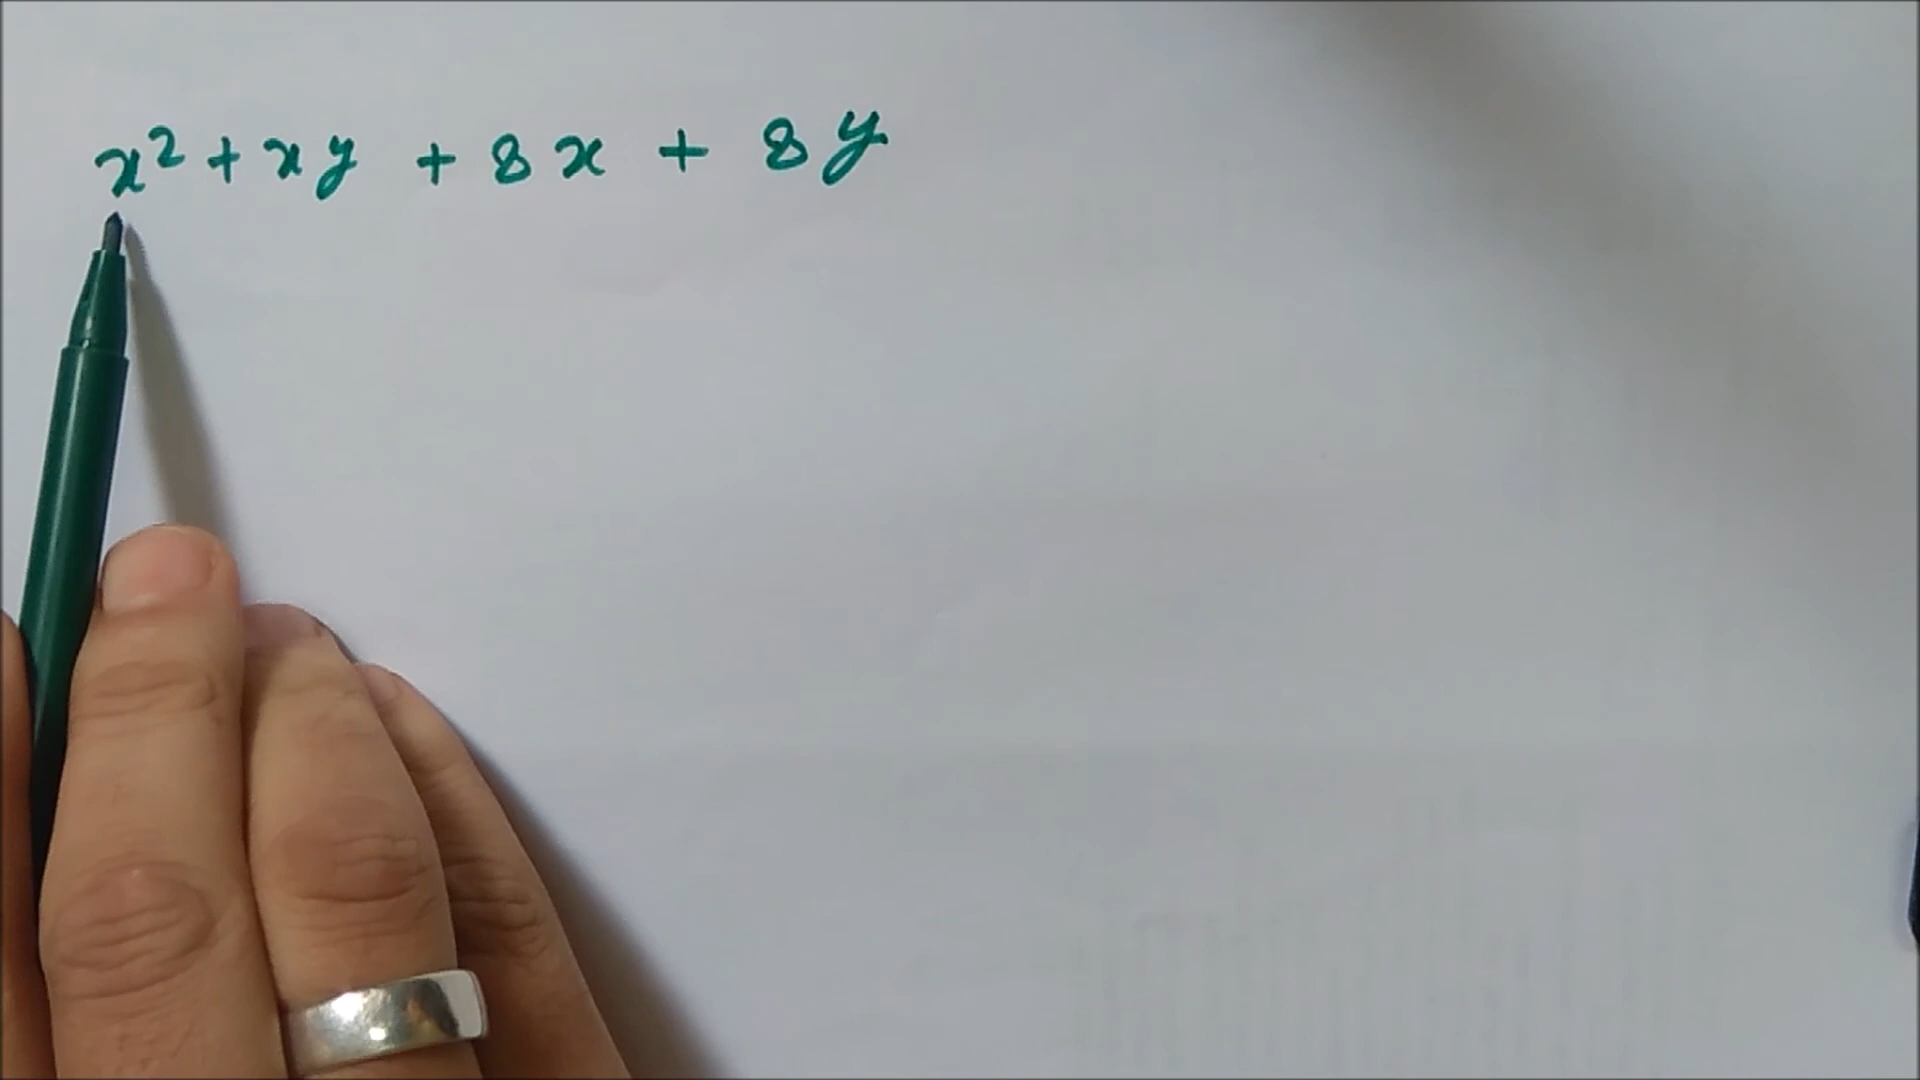 x² + xy + 8x + 8y